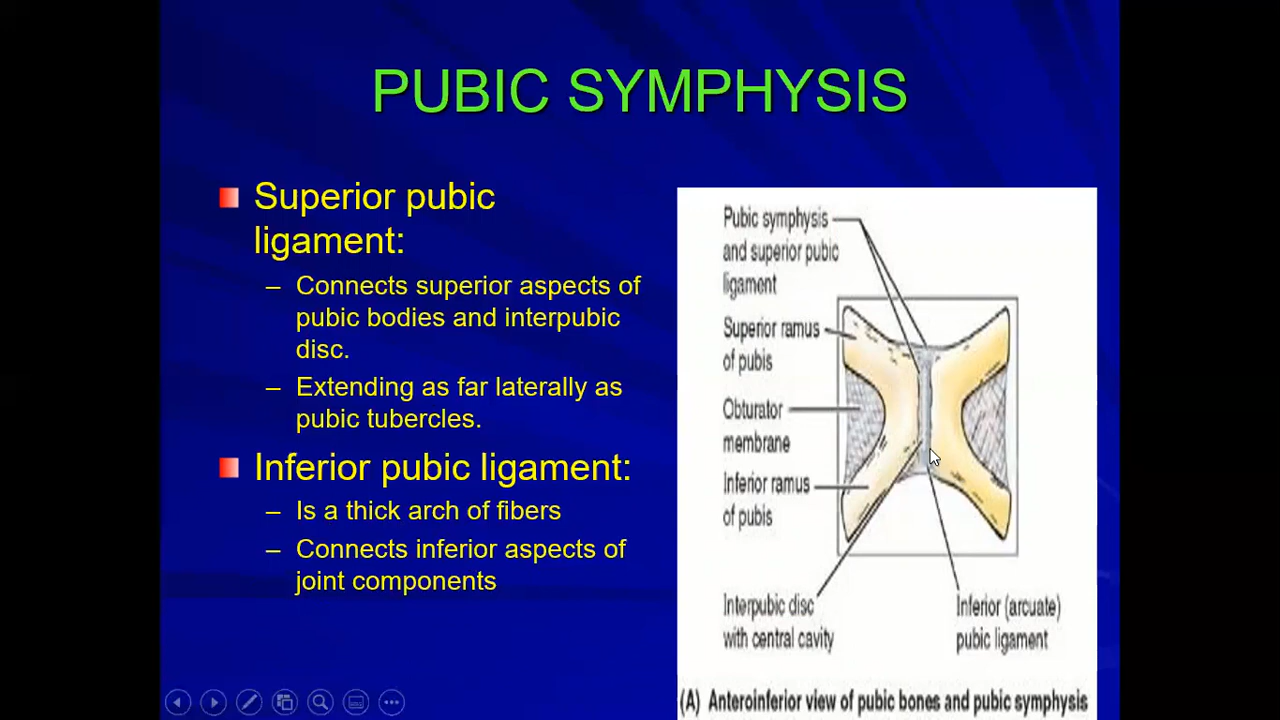 PUBIC SYMPHYSIS
Superior pubic
ligament:
– Connects superior aspects of
pubic bodies and interpubic
disc.
– Extending as far laterally as
pubic tubercles.
Inferior pubic ligament:
– Is a thick arch of fibers
– Connects inferior aspects of
joint components
Pubic symphysis
and superior pubic
ligament
Superior ramus
of pubis
Obturator
membrane
Inferior ramus
of pubis
Interpubic disc
with central cavity
Inferior (arcuate)
pubic ligament
(A) Anteroinferior view of pubic bones and pubic symphysis